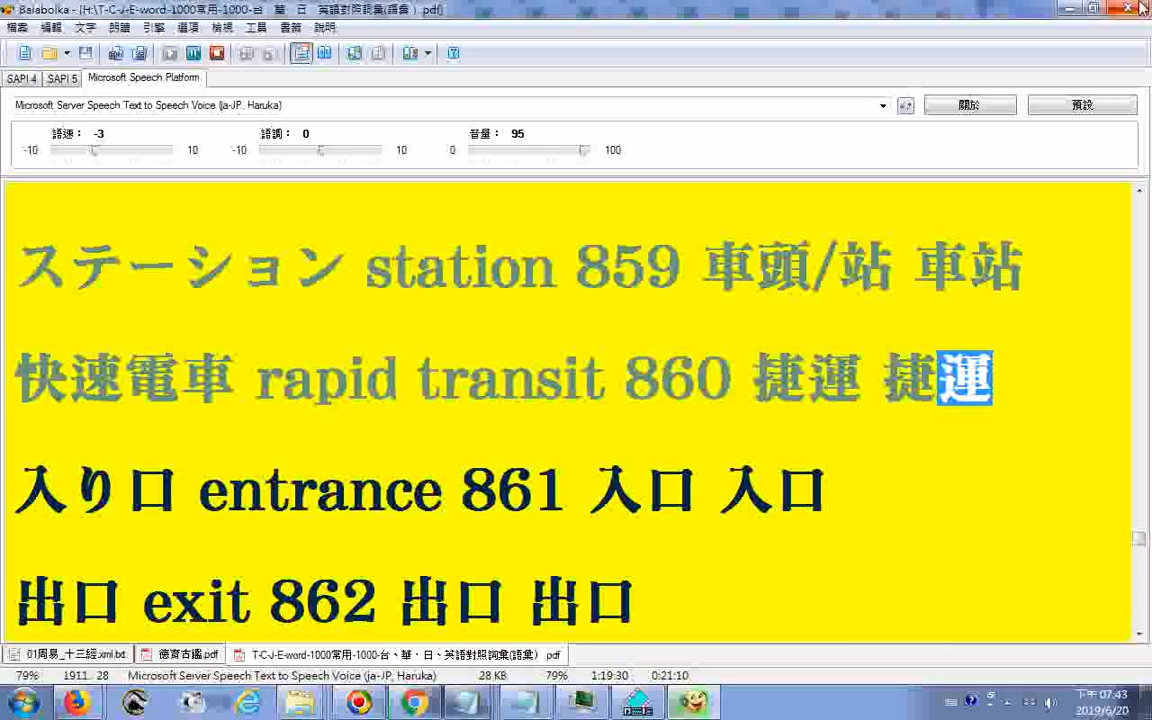 Balabolka - [H:\T-C-J-E-word-1000常用-1000-台、華、日、英語對照詞彙(語彙).pdf]
檔案 編輯 文字 朗讀 引擎 選項 檢視 工具 書籤 說明
SAPI 4 SAPI 5 Microsoft Speech Platform
Microsoft Server Speech Text to Speech Voice (ja-JP, Haruka) 關於 預設
語速: -3 語調: 0 音量: 95
-10 10 -10 10 0 100
ステーション station 859 車頭/站 車站
快速電車 rapid transit 860 捷運 捷運
入り口 entrance 861 入口 入口
出口 exit 862 出口 出口
01周易_十三經.xml.txt 德育古鑑.pdf T-C-J-E-word-1000常用-1000-台、華、日、英語對照詞彙(語彙).pdf
79% 1911: 28 Microsoft Server Speech Text to Speech Voice (ja-JP, Haruka) 28 KB 79% 1:19:30 0:21:10
下午 07:43
2019/6/20